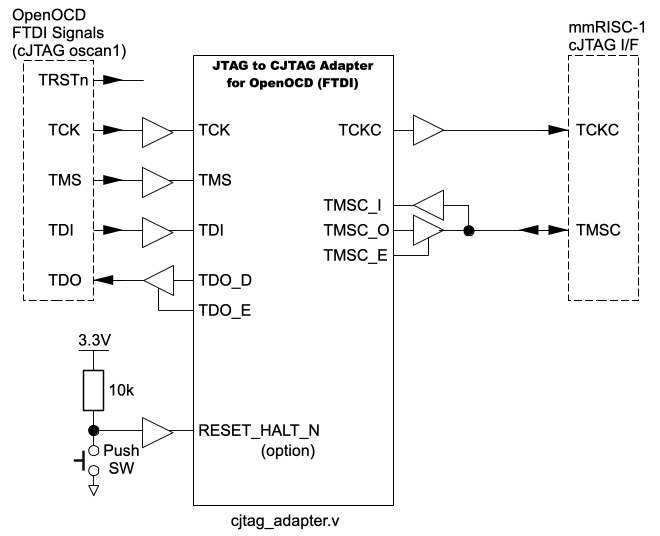 OpenOCD
FTDI Signals
(cJTAG oscan1)
mmRISC-1
cJTAG I/F
JTAG to CJTAG Adapter
for OpenOCD (FTDI)
TRSTn
TCK
TCK
TCKC
TCKC
TMS
TMS
TMSC_I
TDI
TDI
TMSC_O
TMSC
TMSC_E
TDO
TDO_D
TDO_E
3.3V
10k
RESET_HALT_N
(option)
Push
SW
cjtag_adapter.v